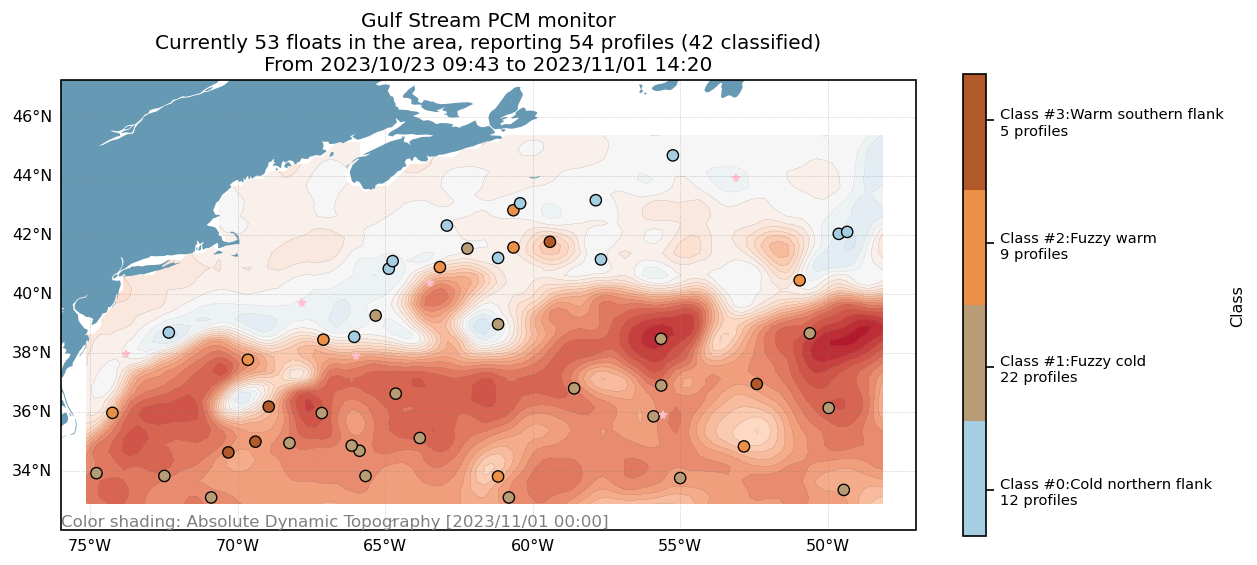 Gulf Stream PCM monitor
Currently 53 floats in the area, reporting 54 profiles (42 classified)
From 2023/10/23 09:43 to 2023/11/01 14:20
46°N
44°N
42°N
40°N
38°N
36°N
34°N
Color shading: Absolute Dynamic Topography [2023/11/01 00:00]
75°W
70°W
65°W
60°W
55°W
50°W
Class #3:Warm southern flank
5 profiles
Class #2:Fuzzy warm
9 profiles
Class #1:Fuzzy cold
22 profiles
Class #0:Cold northern flank
12 profiles
Class